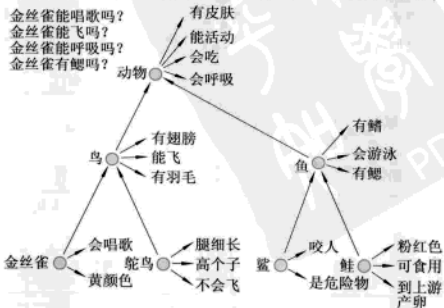 金丝雀能唱歌吗？
金丝雀能飞吗？
金丝雀能呼吸吗？
金丝雀有鳃吗？
有皮肤
能活动
会吃
会呼吸
动物
有翅膀
能飞
有羽毛
鸟
有鳍
会游泳
有鳃
鱼
会唱歌
黄颜色
金丝雀
腿细长
高个子
不会飞
鸵鸟
咬人
是危险物
鲨
粉红色
可食用
到上游
产卵
鲑